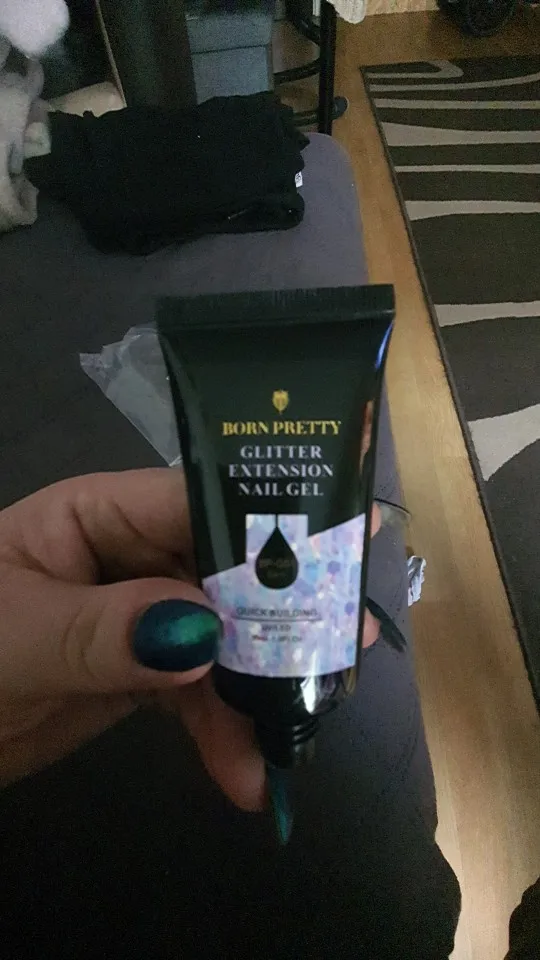 BORN PRETTY
GLITTER
EXTENSION
NAIL GEL
QUICK BUILDING